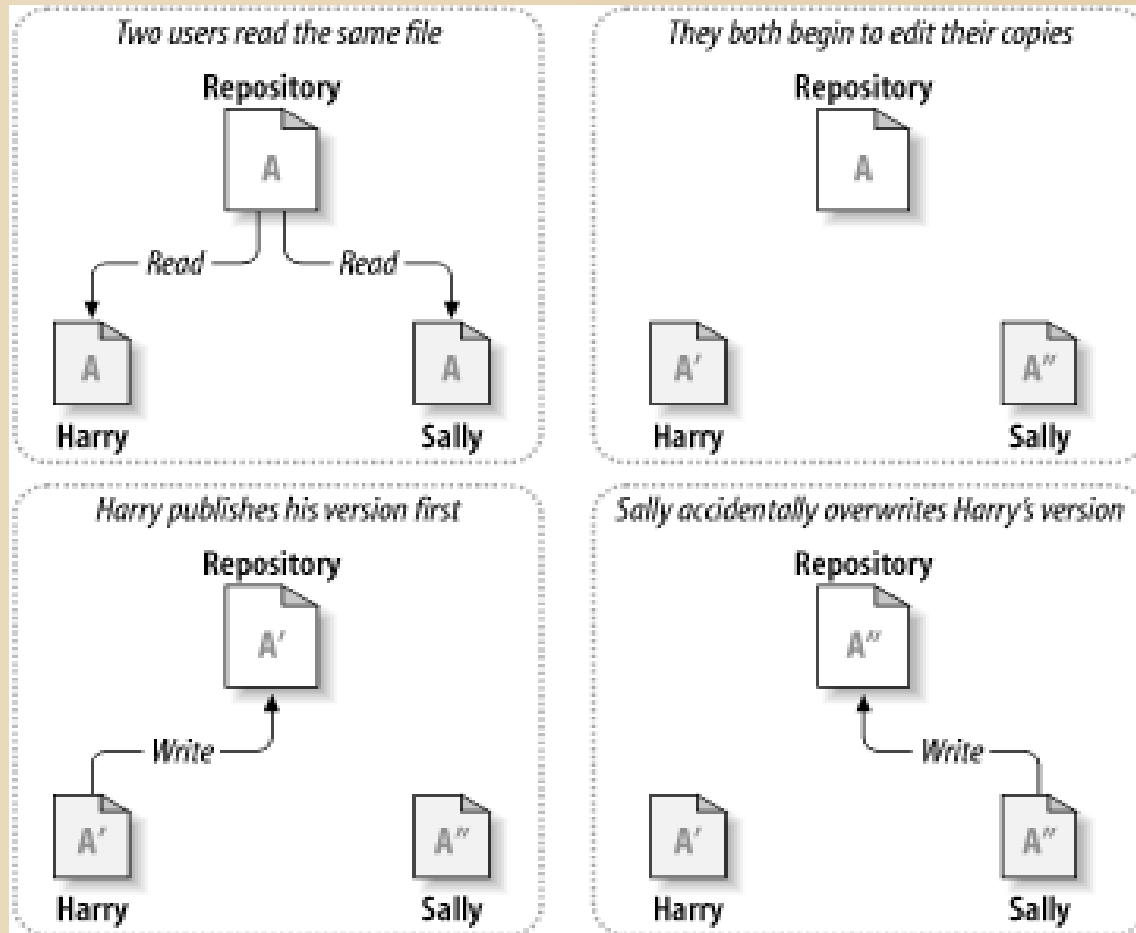 Two users read the same file
Repository
A
Read Read
A A
Harry Sally
They both begin to edit their copies
Repository
A
A' A"
Harry Sally
Harry publishes his version first
Repository
A'
Write
A' A"
Harry Sally
Sally accidentally overwrites Harry's version
Repository
A"
Write
A' A"
Harry Sally